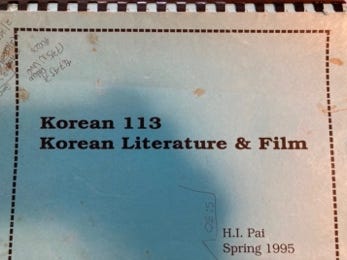 Korean 113
Korean Literature & Film
H.I. Pai
Spring 1995